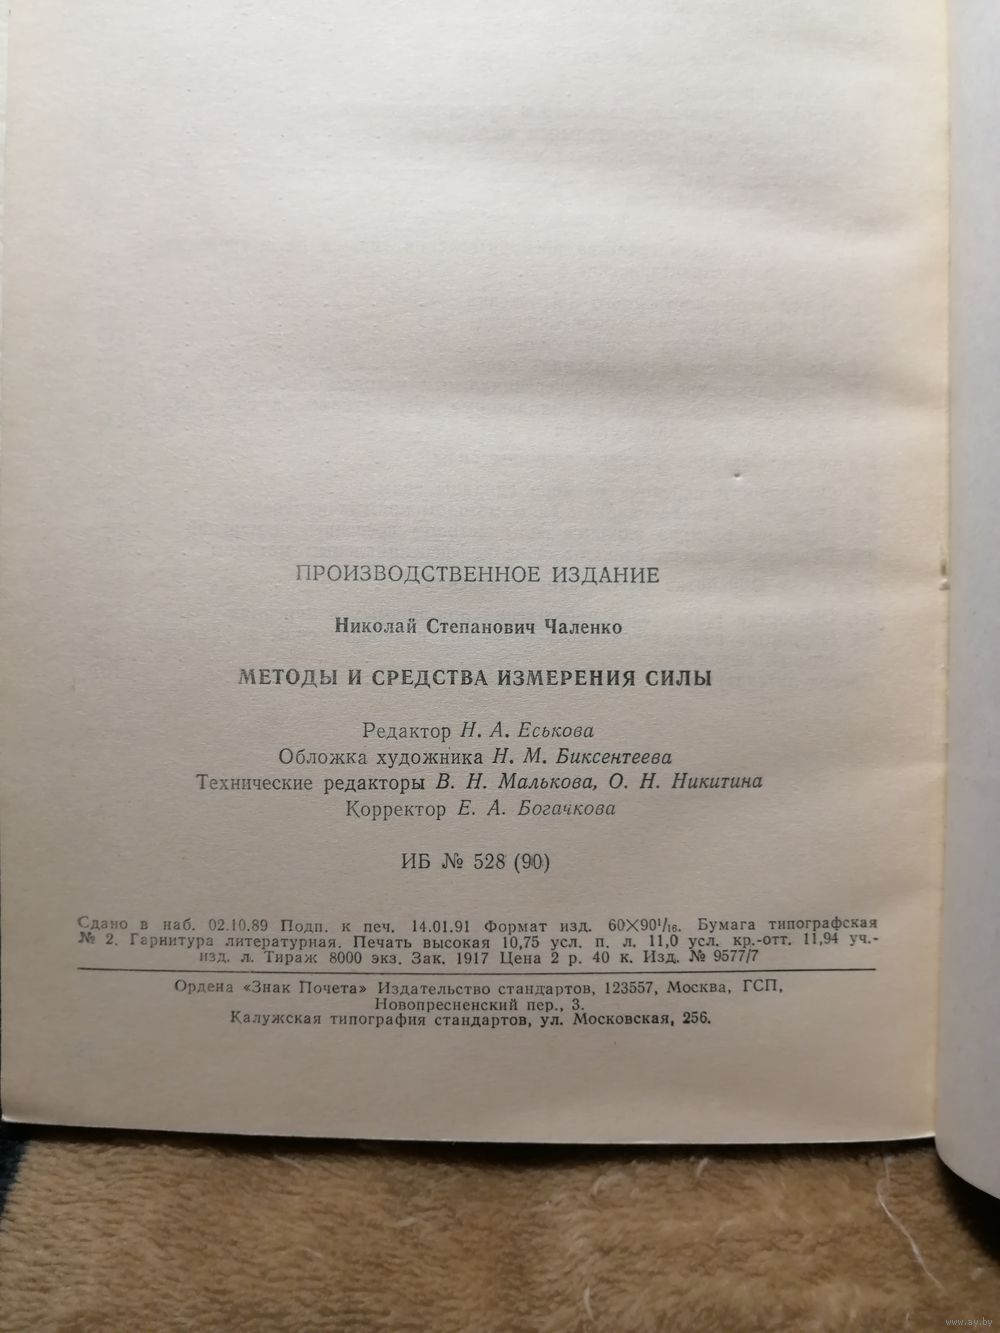 ПРОИЗВОДСТВЕННОЕ ИЗДАНИЕ
Николай Степанович Чаленко
МЕТОДЫ И СРЕДСТВА ИЗМЕРЕНИЯ СИЛЫ
Редактор Н. А. Еськова
Обложка художника Н. М. Биксентеева
Технические редакторы В. Н. Малькова, О. Н. Никитина
Корректор Е. А. Богачкова
ИБ № 528 (90)
Сдано в наб. 02.10.89 Подп. к печ. 14.01.91 Формат изд. 60×90¹/₁₆. Бумага типографская
№ 2. Гарнитура литературная. Печать высокая 10,75 усл. п. л. 11,0 усл. кр.-отт. 11,94 уч.-
изд. л. Тираж 8000 экз. Зак. 1917 Цена 2 р. 40 к. Изд. № 9577/7
Ордена «Знак Почета» Издательство стандартов, 123557, Москва, ГСП,
Новопресненский пер., 3.
Калужская типография стандартов, ул. Московская, 256.
www.ay.by